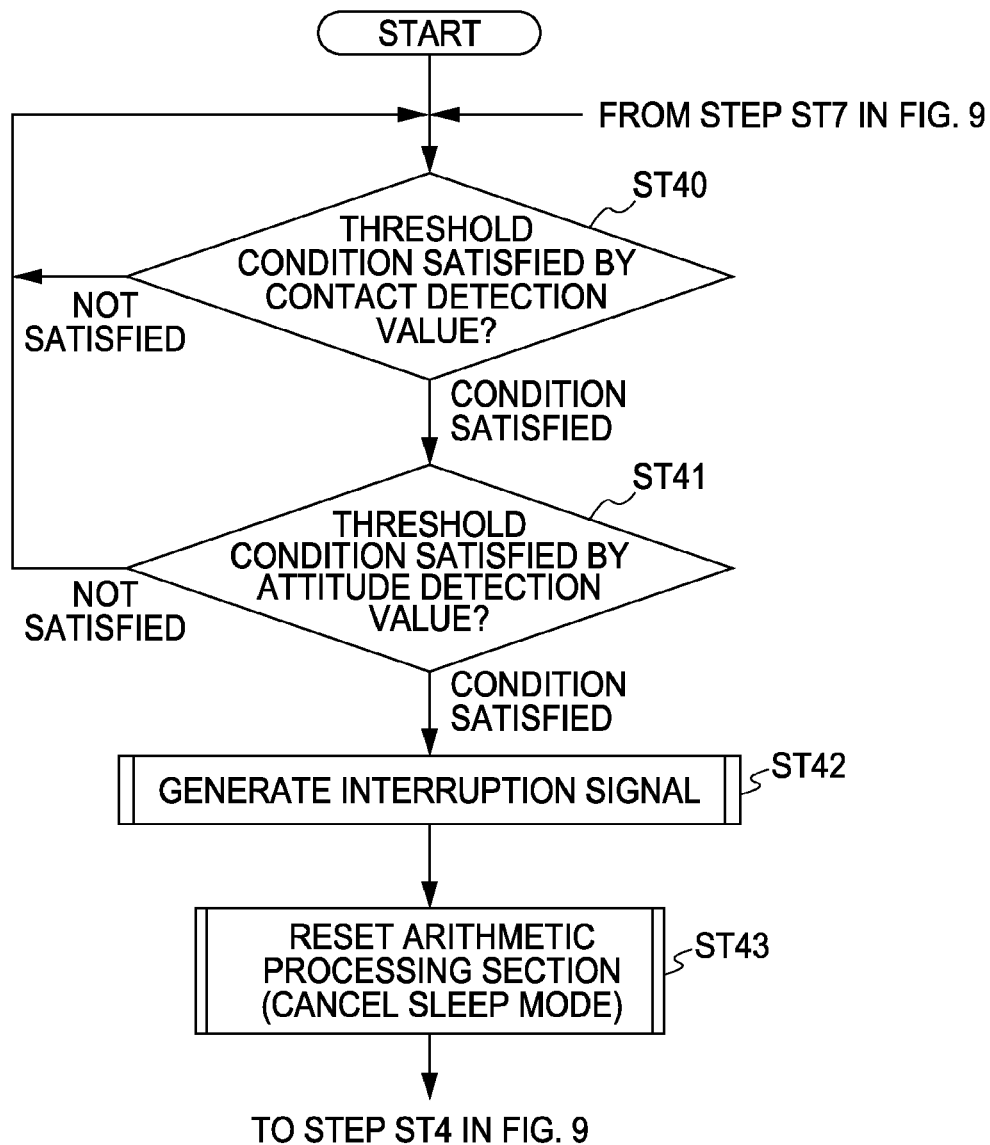 START
FROM STEP ST7 IN FIG. 9
ST40
THRESHOLD
CONDITION SATISFIED BY
CONTACT DETECTION
VALUE?
NOT
SATISFIED
CONDITION
SATISFIED
ST41
THRESHOLD
CONDITION SATISFIED BY
ATTITUDE DETECTION
VALUE?
NOT
SATISFIED
CONDITION
SATISFIED
ST42
GENERATE INTERRUPTION SIGNAL
ST43
RESET ARITHMETIC
PROCESSING SECTION
(CANCEL SLEEP MODE)
TO STEP ST4 IN FIG. 9